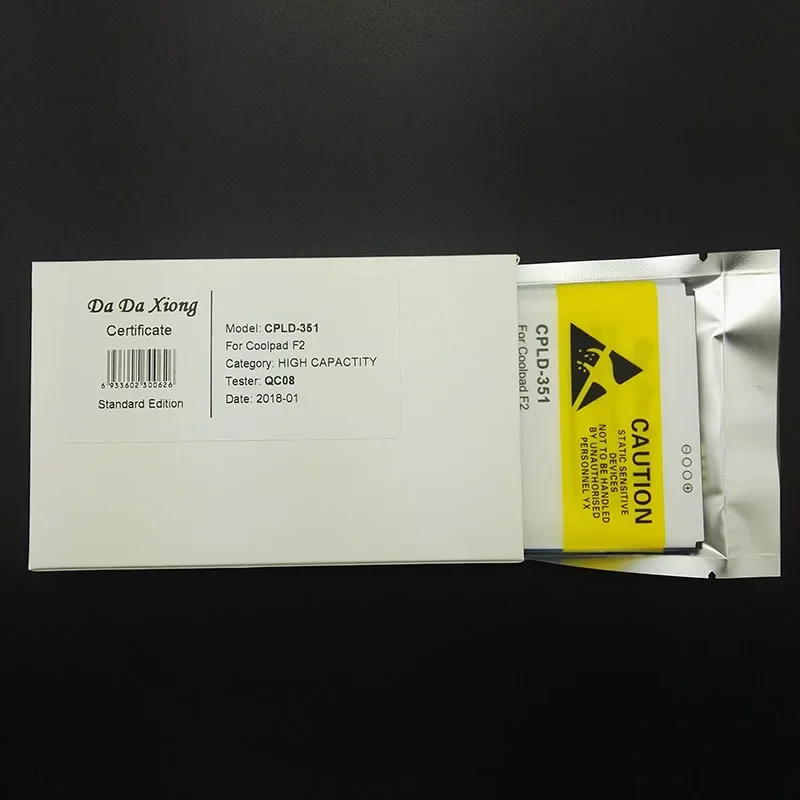 Da Da Xiong
Certificate
6 933602 300626
Standard Edition
Model: CPLD-351
For Coolpad F2
Category: HIGH CAPACTITY
Tester: QC08
Date: 2018-01
CPLD-351
For Coolpad F2
CAUTION
STATIC SENSITIVE
DEVICES
NOT TO BE HANDLED
BY UNAUTHORISED
PERSONNEL YX